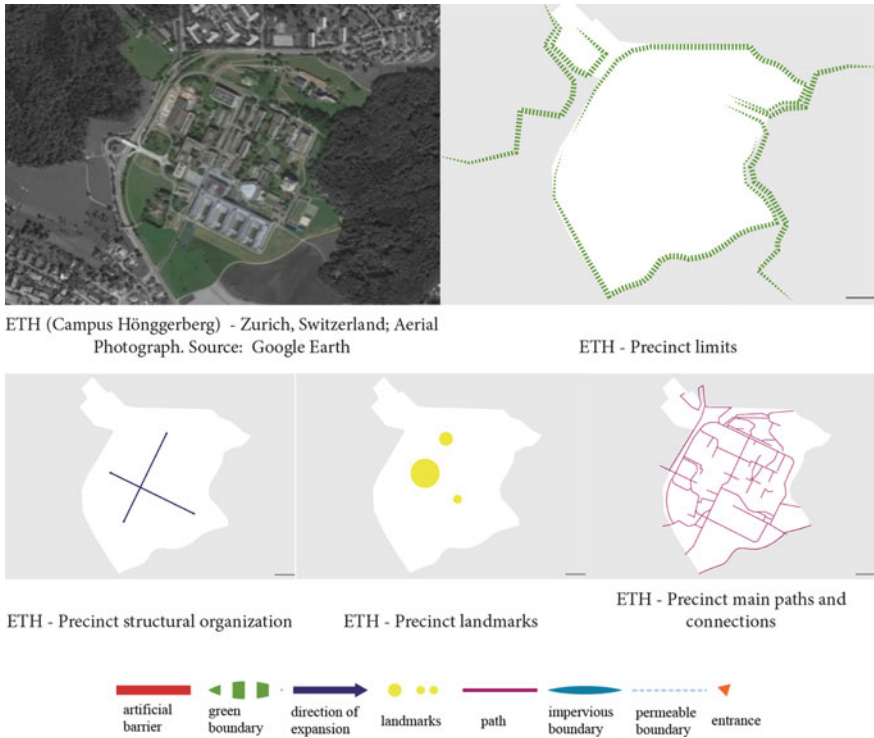 ETH (Campus Hönggerberg) - Zurich, Switzerland; Aerial
Photograph. Source: Google Earth
ETH - Precinct limits
ETH - Precinct structural organization
ETH - Precinct landmarks
ETH - Precinct main paths and
connections
artificial
barrier
green
boundary
direction of
expansion
landmarks
path
impervious
boundary
permeable
boundary
entrance